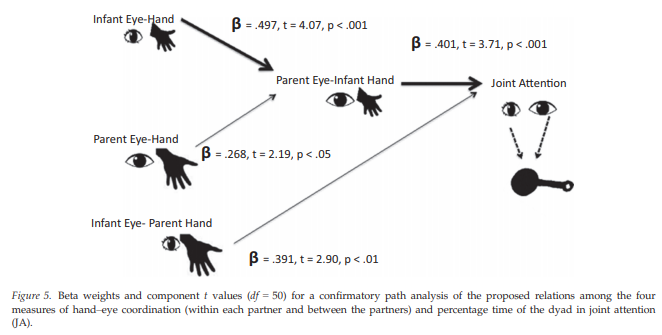 Infant Eye-Hand
β = .497, t = 4.07, p < .001
β = .401, t = 3.71, p < .001
Parent Eye-Infant Hand
Joint Attention
Parent Eye-Hand
β = .268, t = 2.19, p < .05
Infant Eye- Parent Hand
β = .391, t = 2.90, p < .01
Figure 5. Beta weights and component t values (df = 50) for a confirmatory path analysis of the proposed relations among the four
measures of hand–eye coordination (within each partner and between the partners) and percentage time of the dyad in joint attention
(JA).